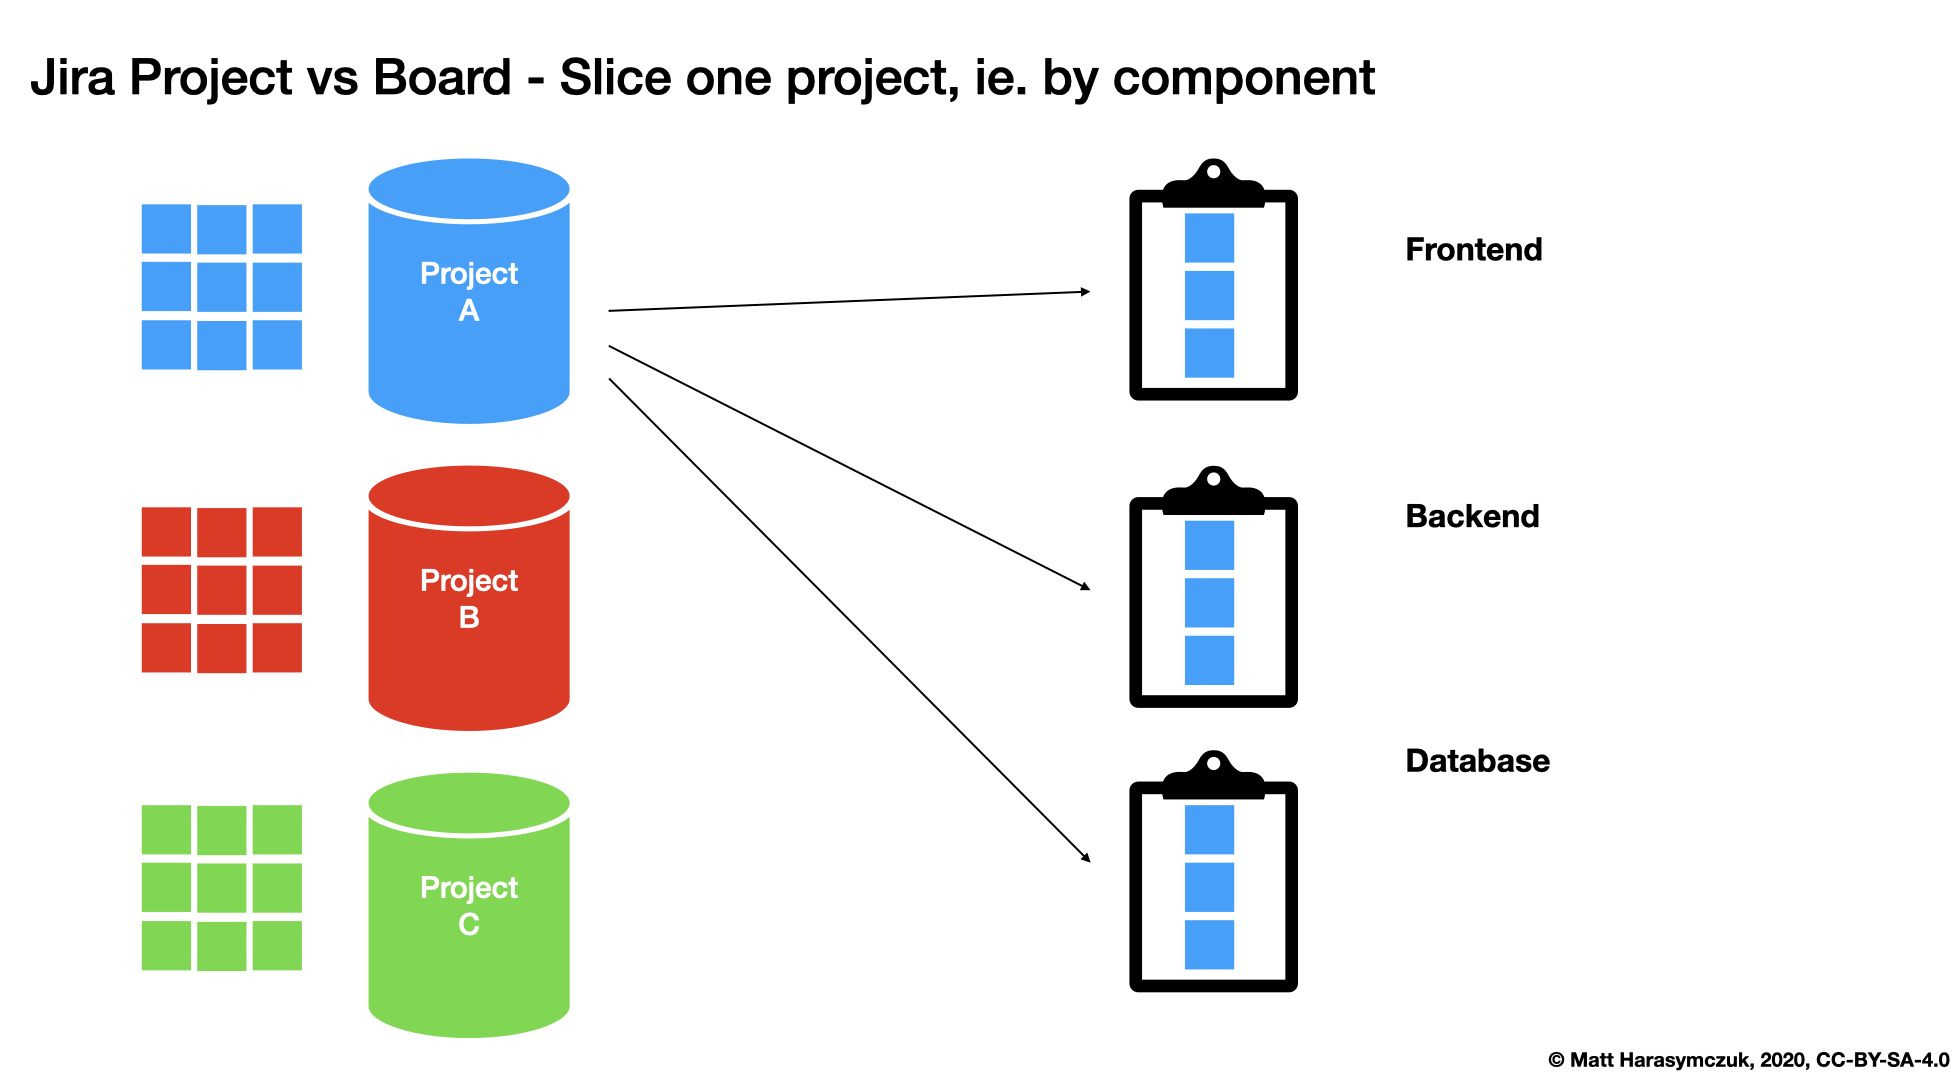 Jira Project vs Board - Slice one project, ie. by component
Project
A
Frontend
Project
B
Backend
Project
C
Database
© Matt Harasymczuk, 2020, CC-BY-SA-4.0